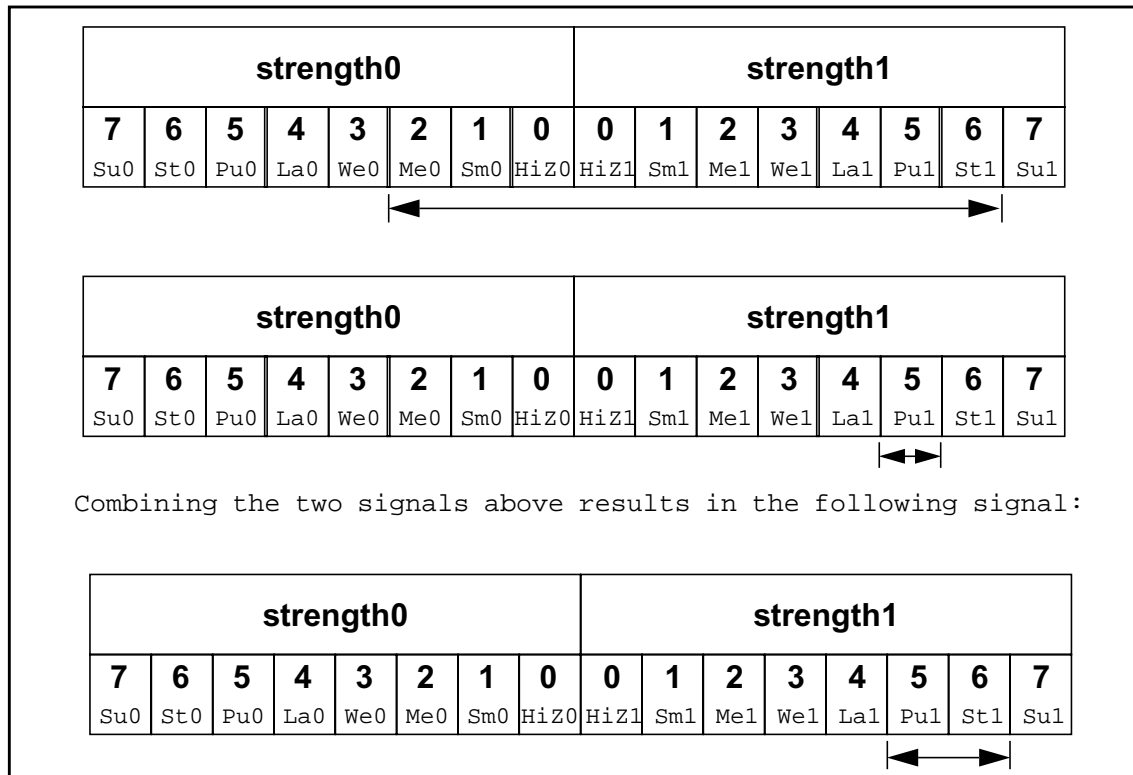 strength0 strength1
7 6 5 4 3 2 1 0 0 1 2 3 4 5 6 7
Su0 St0 Pu0 La0 We0 Me0 Sm0 HiZ0 HiZ1 Sm1 Me1 We1 La1 Pu1 St1 Su1
strength0 strength1
7 6 5 4 3 2 1 0 0 1 2 3 4 5 6 7
Su0 St0 Pu0 La0 We0 Me0 Sm0 HiZ0 HiZ1 Sm1 Me1 We1 La1 Pu1 St1 Su1
Combining the two signals above results in the following signal:
strength0 strength1
7 6 5 4 3 2 1 0 0 1 2 3 4 5 6 7
Su0 St0 Pu0 La0 We0 Me0 Sm0 HiZ0 HiZ1 Sm1 Me1 We1 La1 Pu1 St1 Su1